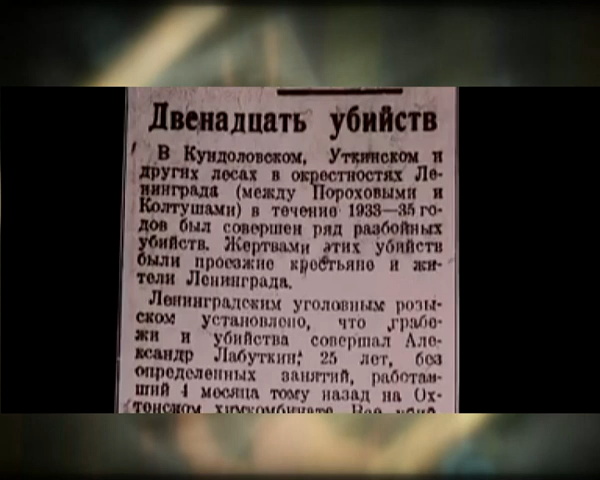 Двенадцать убийств
В Кундоловском, Уткинском и
других лесах в окрестностях Ле-
нинграда (между Пороховыми и
Колтушами) в течение 1933—35 го-
дов был совершен ряд разбойных
убийств. Жертвами этих убийств
были проезжие крестьяне и жи-
тели Ленинграда.
Ленинградским уголовным розы-
ском установлено, что грабе-
жи и убийства совершал Але-
ксандр Лабуткин, 25 лет, без
определенных занятий, работав-
ший 4 месяца тому назад на Ох-
тенском химкомбинате.